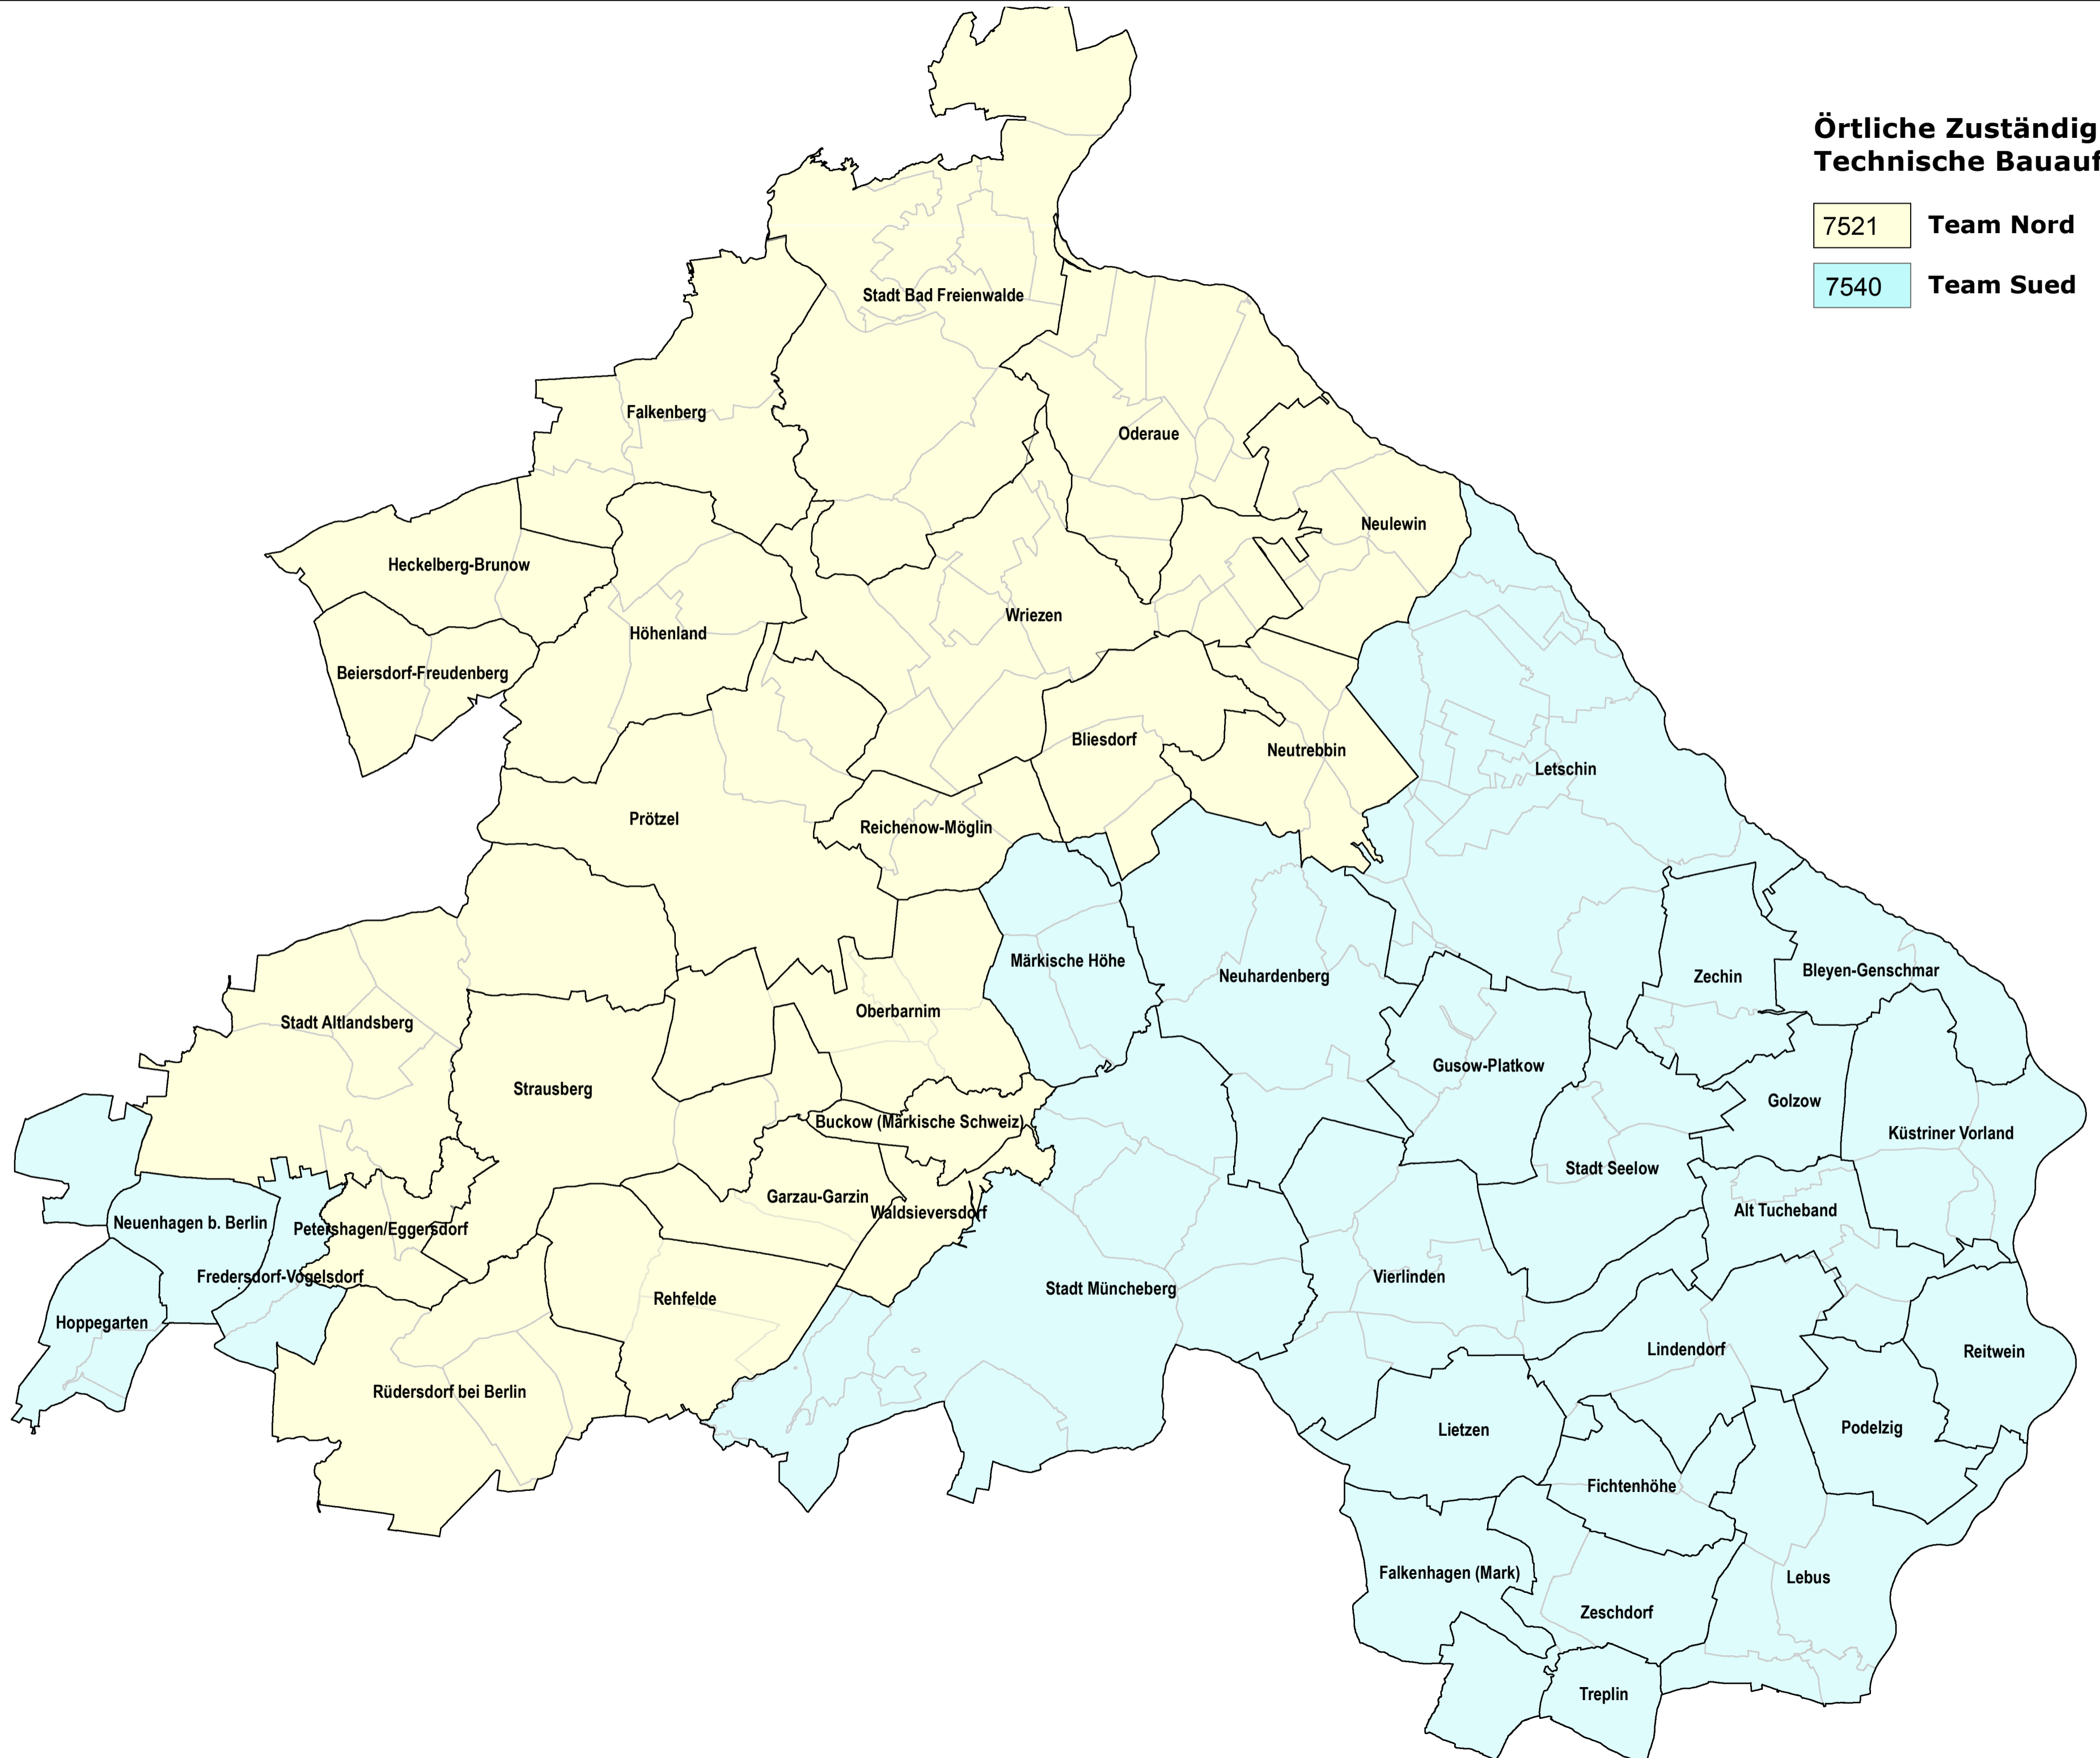 Örtliche Zuständig
Technische Bauauf
7521 Team Nord
7540 Team Sued
Stadt Bad Freienwalde
Falkenberg
Oderaue
Neulewin
Heckelberg-Brunow
Wriezen
Höhenland
Beiersdorf-Freudenberg
Bliesdorf
Neutrebbin
Letschin
Prötzel
Reichenow-Möglin
Märkische Höhe
Neuhardenberg
Zechin
Bleyen-Genschmar
Oberbarnim
Stadt Altlandsberg
Gusow-Platkow
Strausberg
Golzow
Buckow (Märkische Schweiz)
Küstriner Vorland
Stadt Seelow
Garzau-Garzin
Alt Tucheband
Waldsieversdorf
Neuenhagen b. Berlin
Petershagen/Eggersdorf
Fredersdorf-Vogelsdorf
Vierlinden
Stadt Müncheberg
Rehfelde
Hoppegarten
Lindendorf
Reitwein
Rüdersdorf bei Berlin
Lietzen
Podelzig
Fichtenhöhe
Falkenhagen (Mark)
Lebus
Zeschdorf
Treplin